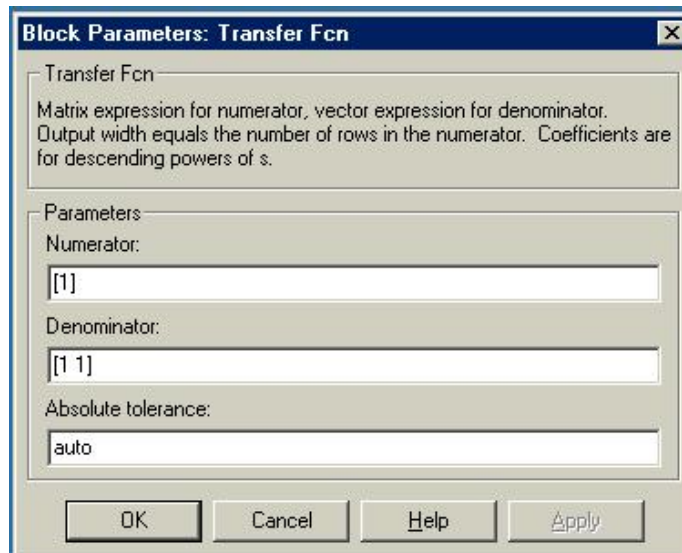 Block Parameters: Transfer Fcn
Transfer Fcn
Matrix expression for numerator, vector expression for denominator.
Output width equals the number of rows in the numerator.  Coefficients are
for descending powers of s.
Parameters
Numerator:
[1]
Denominator:
[1 1]
Absolute tolerance:
auto
OK Cancel Help Apply